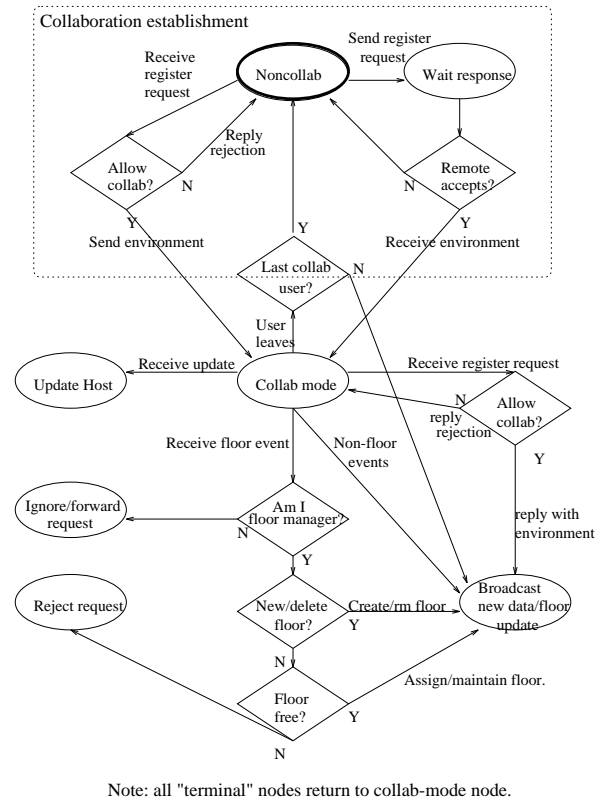 Collaboration establishment
Receive
register
request
Noncollab
Send register
request
Wait response
Reply
rejection
Allow
collab?
N
Y
Remote
accepts?
N
Y
Send environment
Receive environment
Y
Last collab
user?
N
User
leaves
Receive update
Update Host
Collab mode
Receive register request
N
Allow
collab?
reply
rejection
Y
Receive floor event
Non-floor
events
Ignore/forward
request
Am I
floor manager?
N
Y
reply with
environment
Reject request
New/delete
floor?
Create/rm floor
Y
Broadcast
new data/floor
update
N
Floor
free?
Y
Assign/maintain floor.
N
Note: all "terminal" nodes return to collab-mode node.